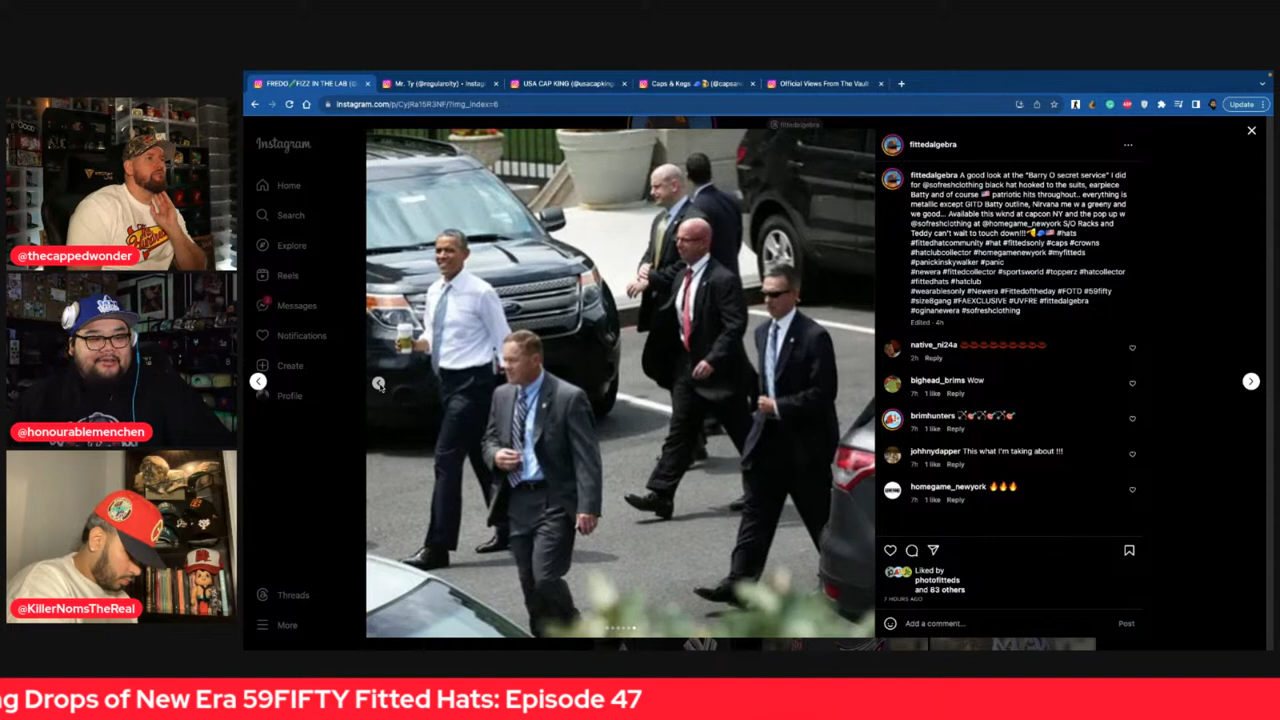 FREDO
FIZZ IN THE LAB
Mr. Ty (@regularcity) • Instag
USA CAP KING (@usacapking
Caps & Kegs
(@capsan
Official Views From The Vault
instagram.com/p/CyjRa15R3NF/?img_index=6
Update
Instagram
Home
Search
Explore
Reels
Messages
Notifications
Create
Profile
Threads
More
fittedalgebra
fittedalgebra
fittedalgebra A good look at the "Barry O secret service" I did
for @sofreshclothing black hat hooked to the suits, earpiece
Batty and of course 🇺🇸 patriotic hits throughout.. everything is
metallic except GITD Batty outline, Nirvana me w a greeny and
we good... Available this wknd at capcon NY and the pop up w
@sofreshclothing at @homegame_newyork S/O Racks and
Teddy can't wait to touch down!!! 🧢🇺🇸 #hats
#fittedhatcommunity #hat #fittedsonly #caps #crowns
#hatclubcollector #homegamenewyork #myfitteds
#panickinskywalker #panic
#newera #fittedcollector #sportsworld #topperz #hatcollector
#fittedhats #hatclub
#wearablesonly #Newera #Fittedoftheday #FOTD #59fifty
#size8gang #FAEXCLUSIVE #UVFRE #fittedalgebra
#oginanewera #sofreshclothing
Edited · 4h
native_ni24a
2h Reply
bighead_brims Wow
7h 1 like Reply
brimhunters
7h 1 like Reply
johhnydapper This what I'm taking about !!!
7h 1 like Reply
homegame_newyork 🔥🔥🔥
7h 1 like Reply
Liked by
photofitteds
and 83 others
7 HOURS AGO
Add a comment...
Post
@thecappedwonder
@honourablemenchen
@KillerNomsTheReal
g Drops of New Era 59FIFTY Fitted Hats: Episode 47